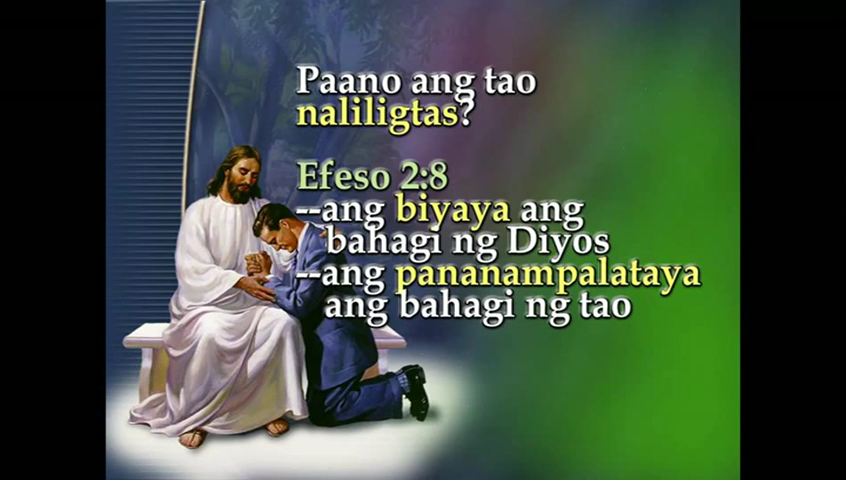 Paano ang tao
naliligtas?
Efeso 2:8
--ang biyaya ang
bahagi ng Diyos
--ang pananampalataya
ang bahagi ng tao